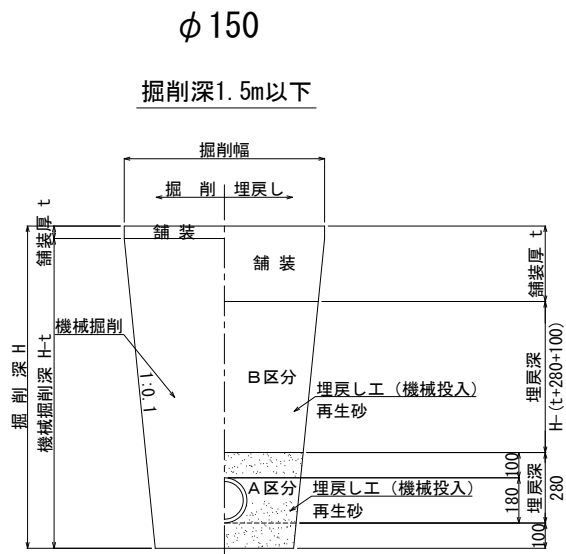 φ150
掘削深1.5m以下
掘削幅
掘 削 埋戻し
舗 装
舗 装
舗装厚 t
舗装厚 t
機械掘削
1:0.1
掘削深 H
機械掘削深 H-t
B区分
埋戻し工（機械投入）
再生砂
埋戻深
H-(t+280+100)
A区分
埋戻し工（機械投入）
再生砂
100
180
100
埋戻深
280